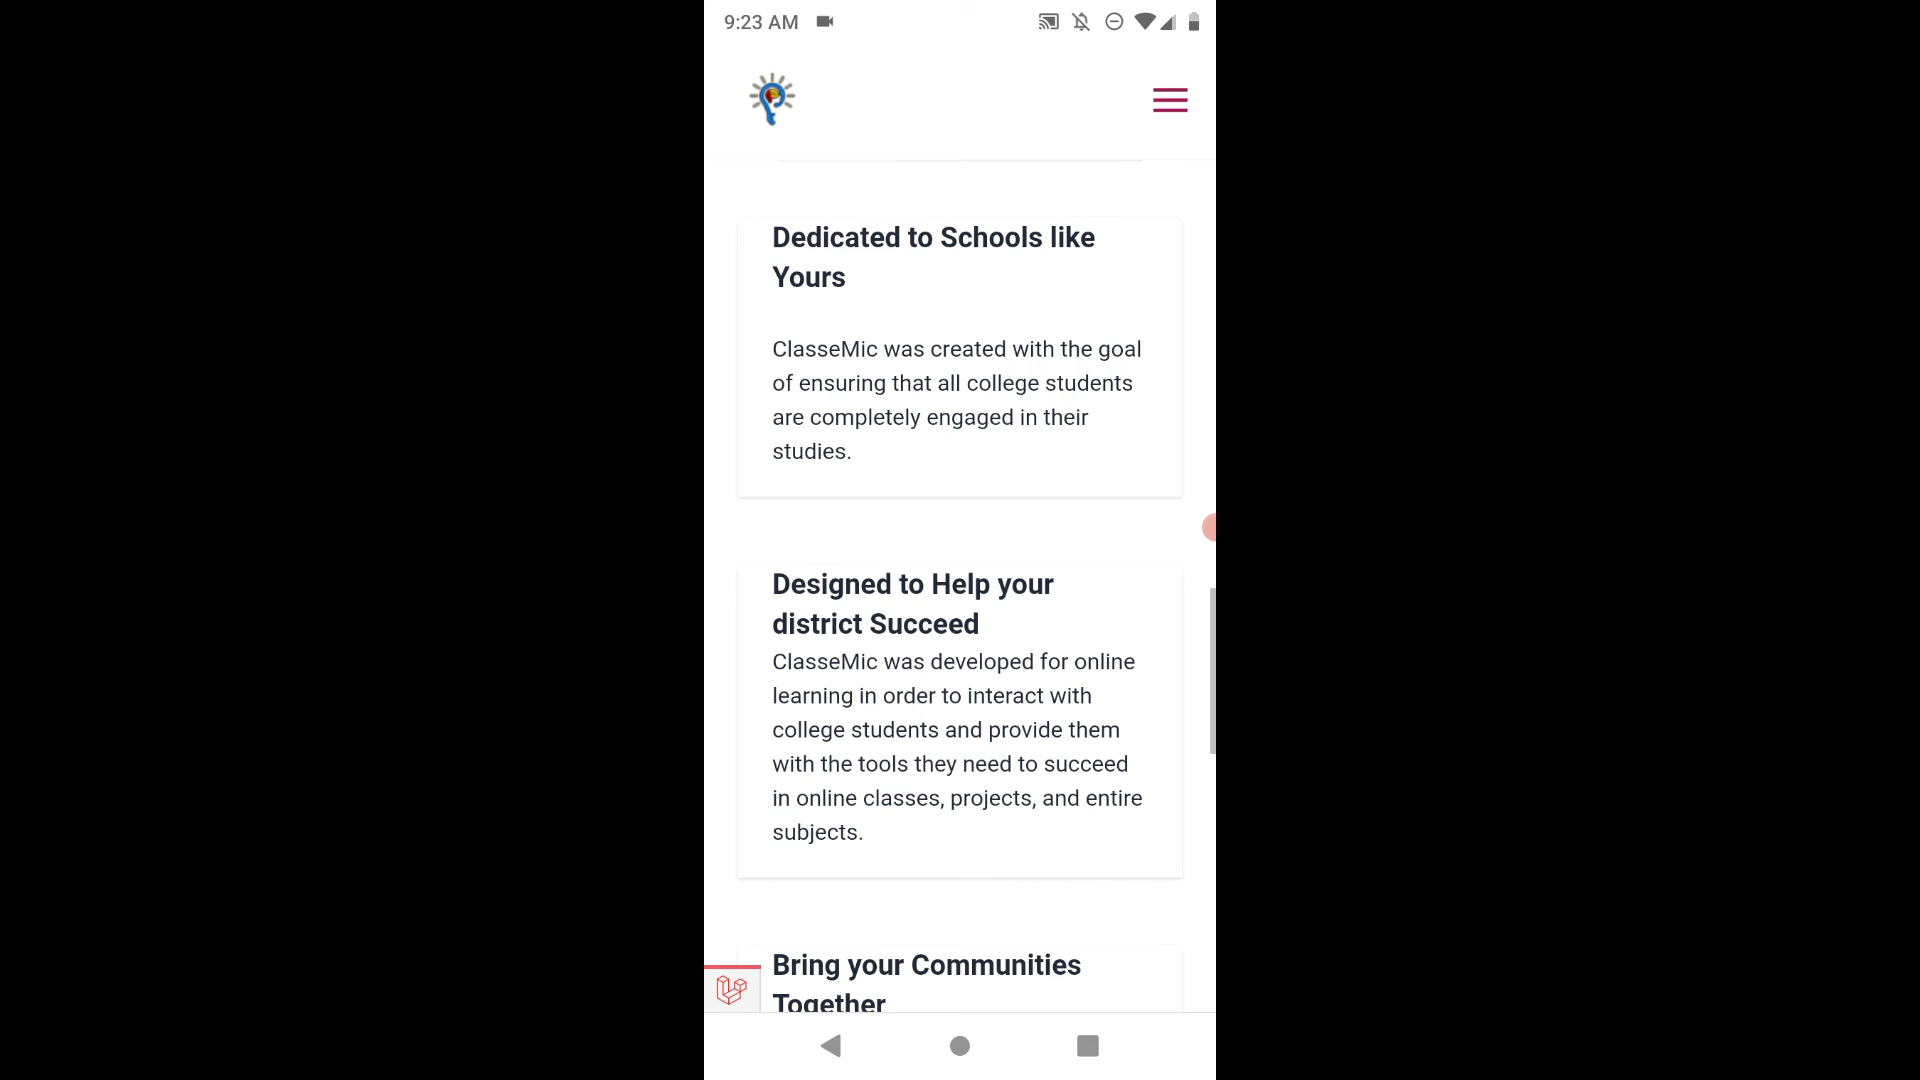 9:23 AM
Dedicated to Schools like
Yours
ClasseMic was created with the goal
of ensuring that all college students
are completely engaged in their
studies.
Designed to Help your
district Succeed
ClasseMic was developed for online
learning in order to interact with
college students and provide them
with the tools they need to succeed
in online classes, projects, and entire
subjects.
Bring your Communities
Together